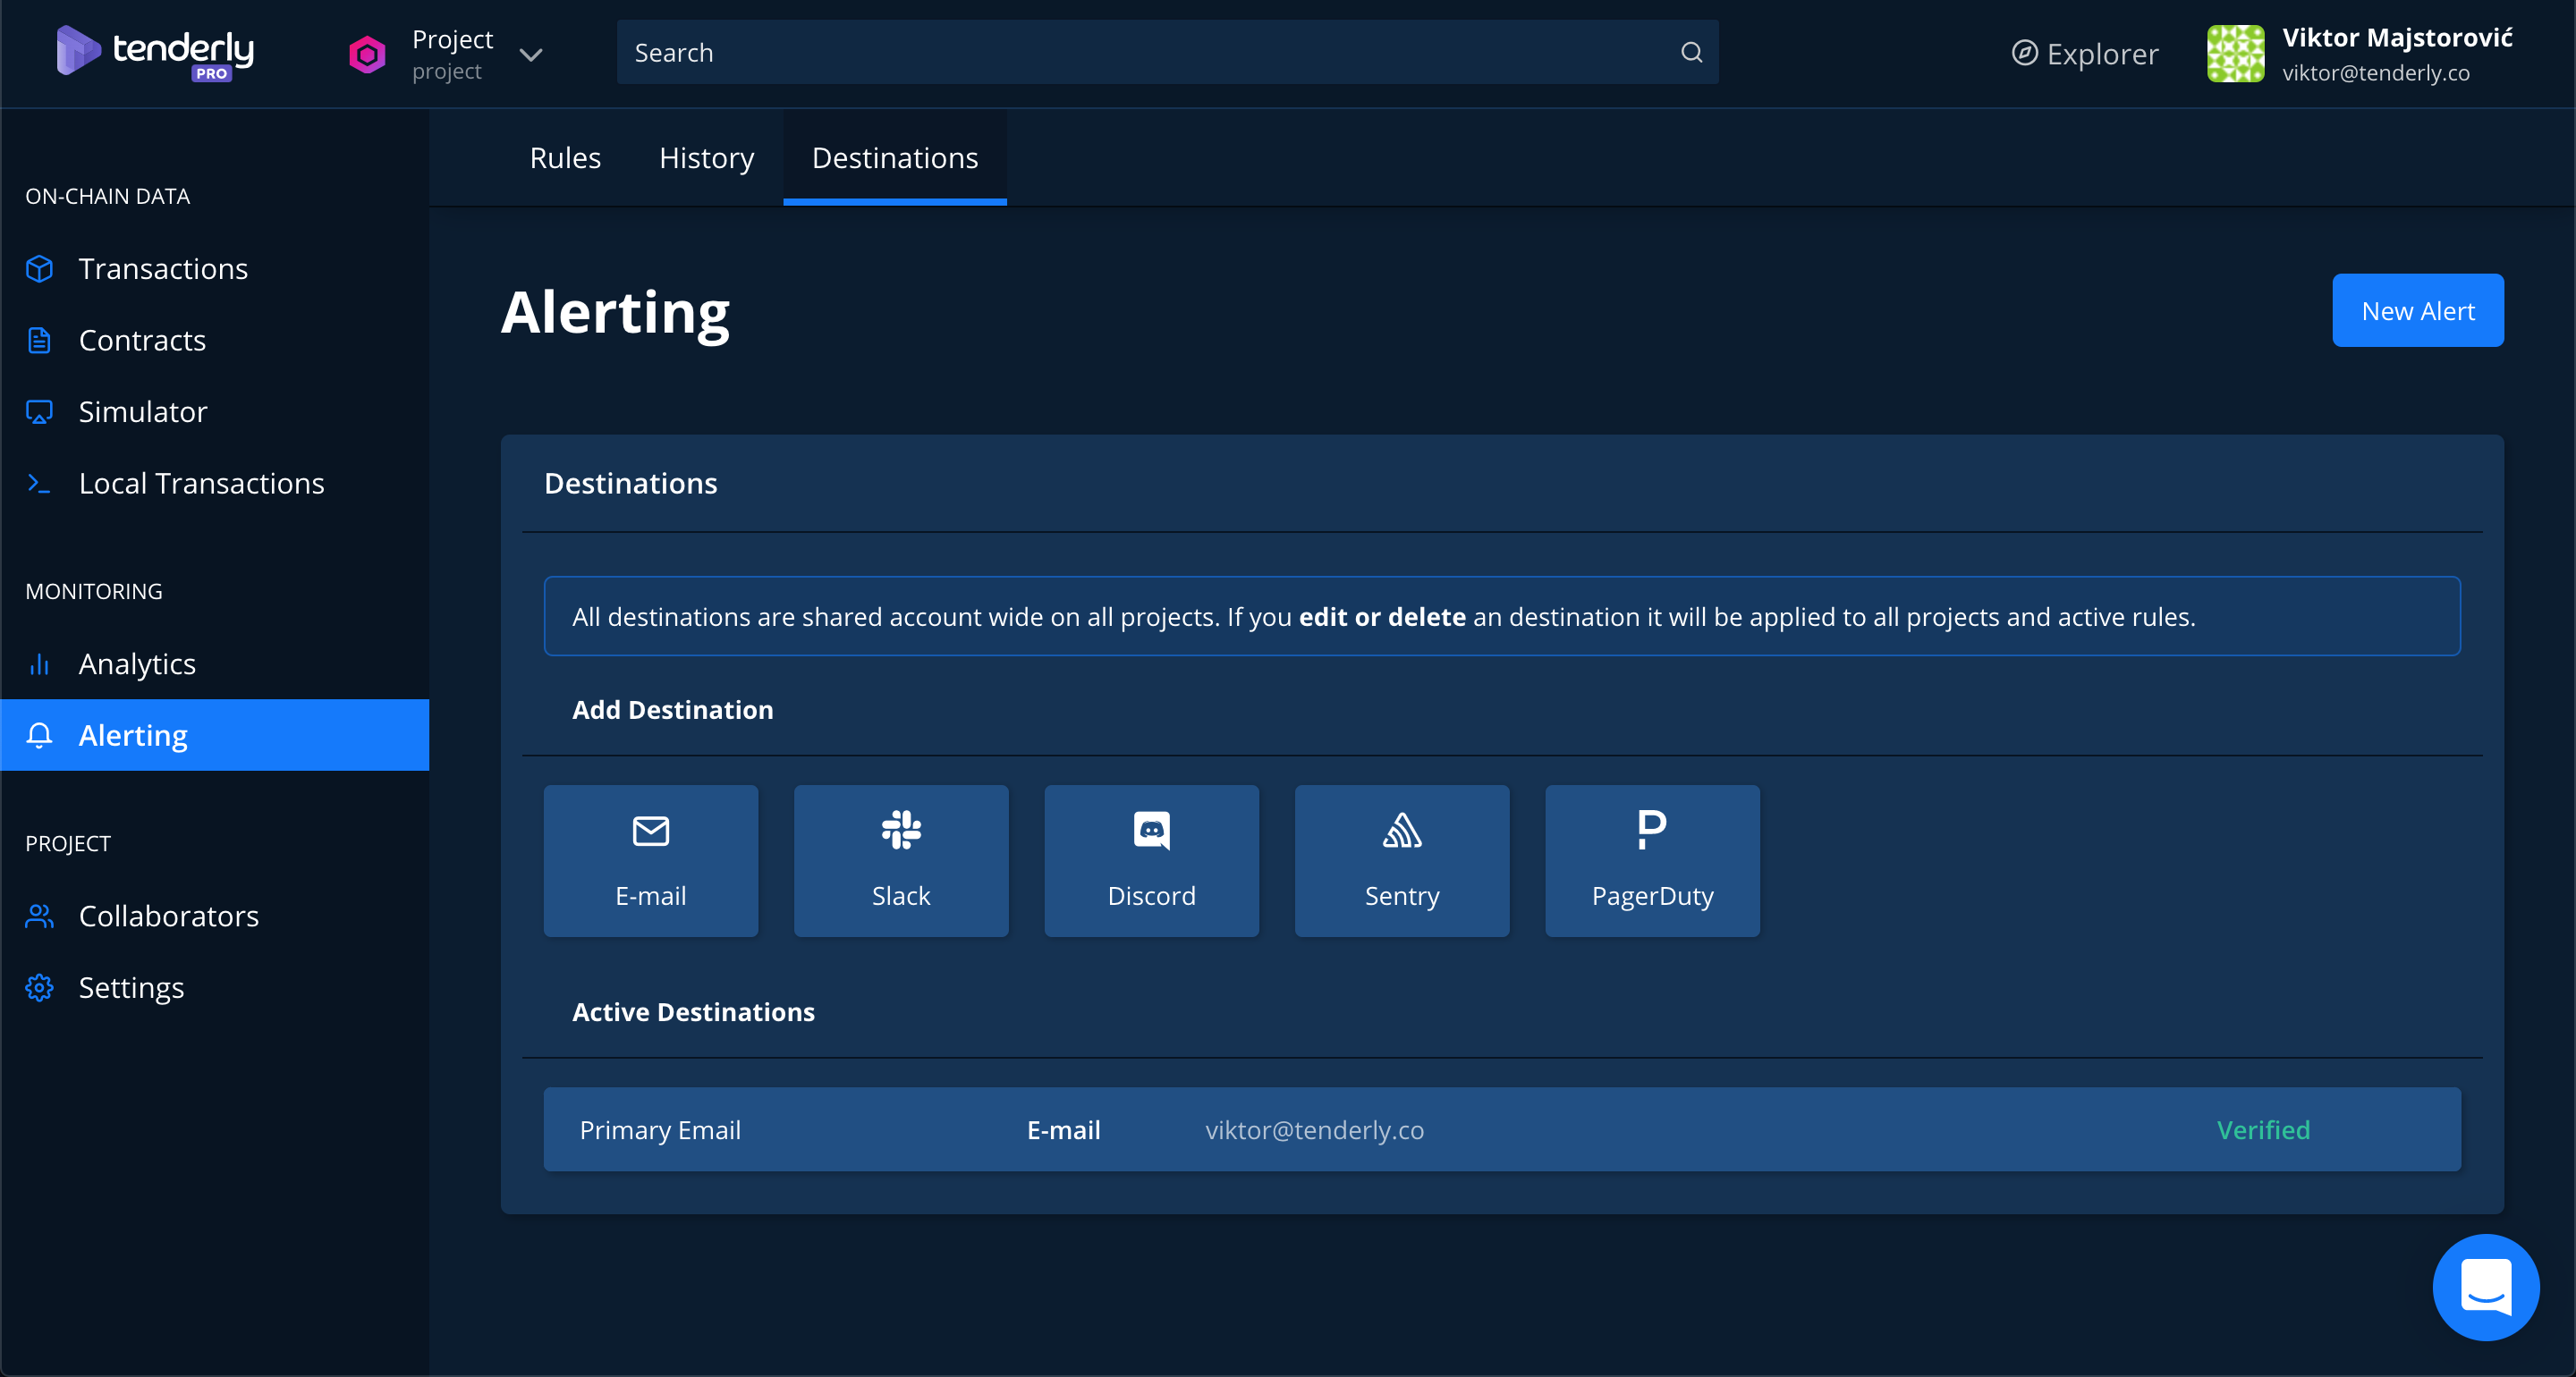 tenderly
PRO
Project
project
Search
Explorer
Viktor Majstorović
viktor@tenderly.co
ON-CHAIN DATA
Transactions
Contracts
Simulator
Local Transactions
MONITORING
Analytics
Alerting
PROJECT
Collaborators
Settings
Rules
History
Destinations
Alerting
New Alert
Destinations
All destinations are shared account wide on all projects. If you edit or delete an destination it will be applied to all projects and active rules.
Add Destination
E-mail
Slack
Discord
Sentry
PagerDuty
Active Destinations
Primary Email
E-mail
viktor@tenderly.co
Verified